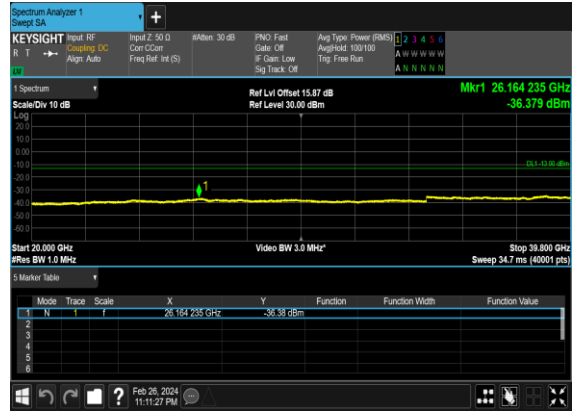 Spectrum Analyzer 1
Swept SA
+
KEYSIGHT
R T
Input: RF
Coupling: DC
Align: Auto
Input Z: 50 Ω
Corr CCorr
Freq Ref: Int (S)
#Atten: 30 dB
PNO: Fast
Gate: Off
IF Gain: Low
Sig Track: Off
Avg Type: Power (RMS)
Avg|Hold: 100/100
Trig: Free Run
1 2 3 4 5 6
A W W W W W
A N N N N N
1 Spectrum
Scale/Div 10 dB
Ref Lvl Offset 15.87 dB
Ref Level 30.00 dBm
Mkr1 26.164 235 GHz
-36.379 dBm
Log
20.0
10.0
0.00
-10.0
-20.0
-30.0
-40.0
-50.0
-60.0
DL1 -13.00 dBm
1
Start 20.000 GHz
#Res BW 1.0 MHz
Video BW 3.0 MHz*
Stop 39.800 GHz
Sweep 34.7 ms (40001 pts)
5 Marker Table
Mode Trace Scale X Y Function Function Width Function Value
1 N 1 f 26.164 235 GHz -36.38 dBm
2
3
4
5
6
?
Feb 26, 2024
11:11:27 PM